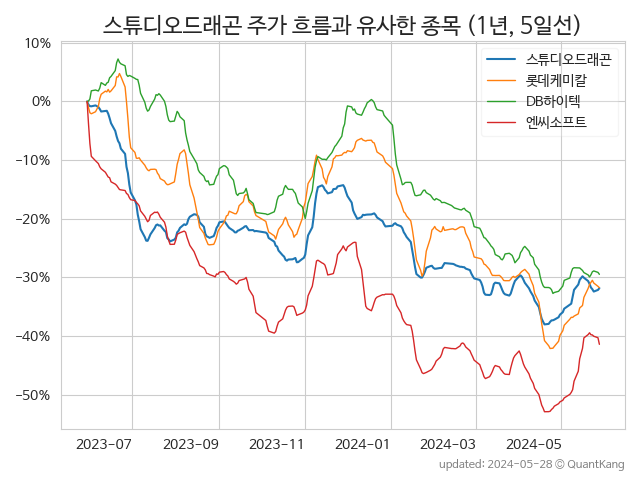 스튜디오드래곤 주가 흐름과 유사한 종목 (1년, 5일선)
스튜디오드래곤
롯데케미칼
DB하이텍
엔씨소프트
10%
0%
−10%
−20%
−30%
−40%
−50%
2023-07 2023-09 2023-11 2024-01 2024-03 2024-05
updated: 2024-05-28 © QuantKang